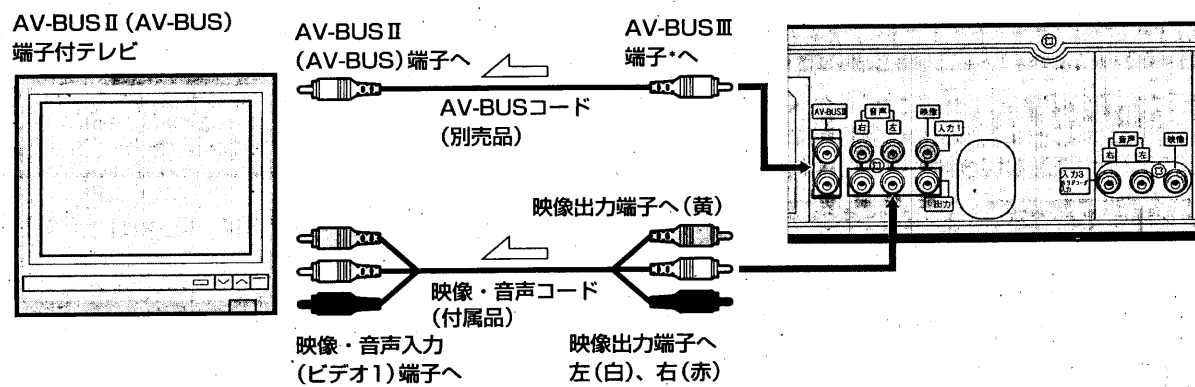 AV-BUSⅡ(AV-BUS)
端子付テレビ
AV-BUSⅡ
(AV-BUS)端子へ
AV-BUSⅢ
端子*へ
AV-BUSコード
(別売品)
映像出力端子へ(黄)
映像・音声コード
(付属品)
映像・音声入力
(ビデオ1)端子へ
映像出力端子へ
左(白)、右(赤)
AV-BUSⅢ
音声
映像
右
左
入力1
出力
音声
映像
右
左
入力3
入力